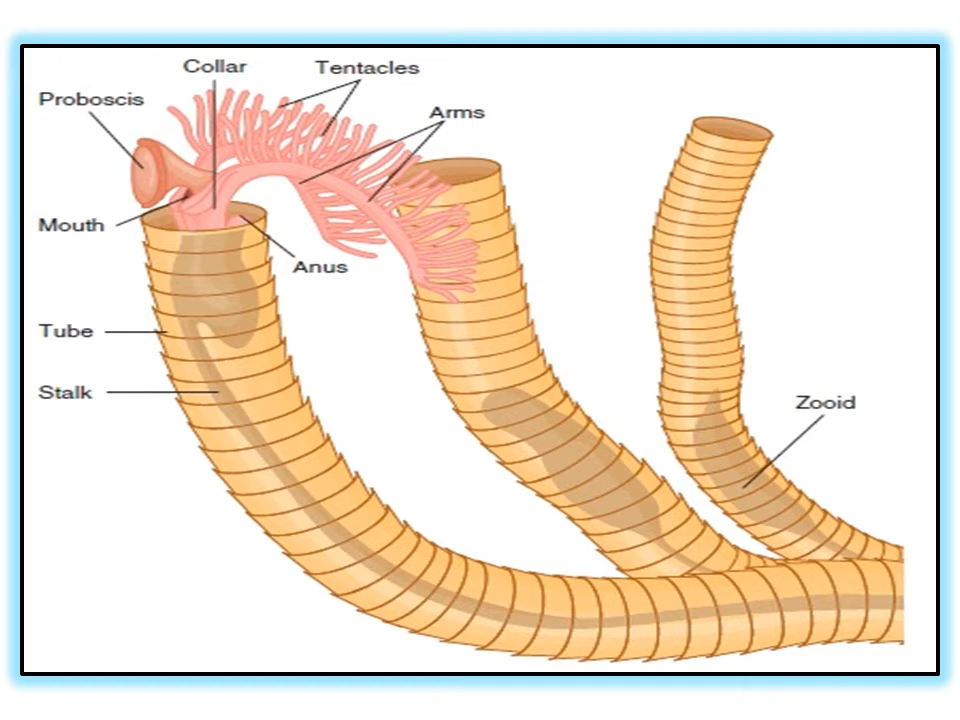 Collar
Tentacles
Proboscis
Arms
Mouth
Anus
Tube
Stalk
Zooid